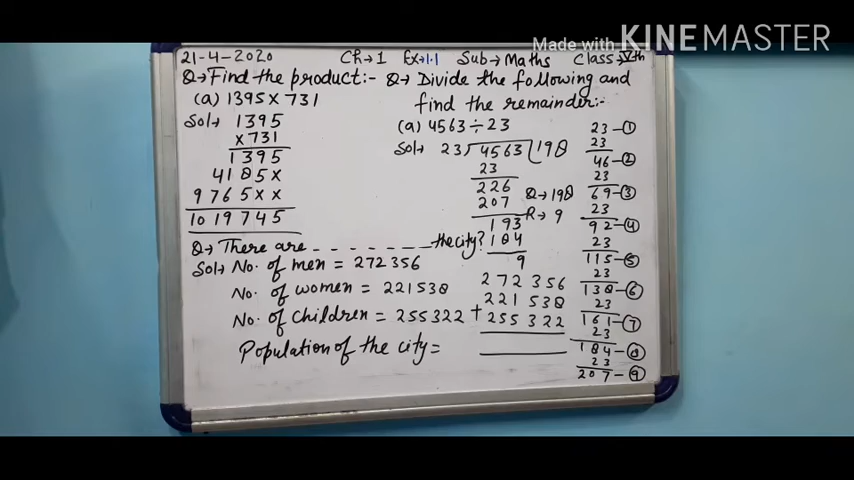 Made with KINEMASTER
21-4-2020 Ch→1 Ex→1.1 Sub→Maths Class→Vth
Q→Find the product:-
(a) 1395×731
Sol→ 1395
×731
1395
4185×
9765××
1019745
Q→ Divide the following and
find the remainder:-
(a) 4563÷23
Sol→ 23)4563(198
23
226
207
193
184
9
Q→198
R→9
23-①
23
46-②
23
69-③
23
92-④
23
115-⑤
23
138-⑥
23
161-⑦
23
184-⑧
23
207-⑨
Q→ There are _ _ _ _ _ _ _ the city?
Sol→ No. of men = 272356
No. of women = 221538
No. of children = 255322
Population of the city=
272356
221538
+255322